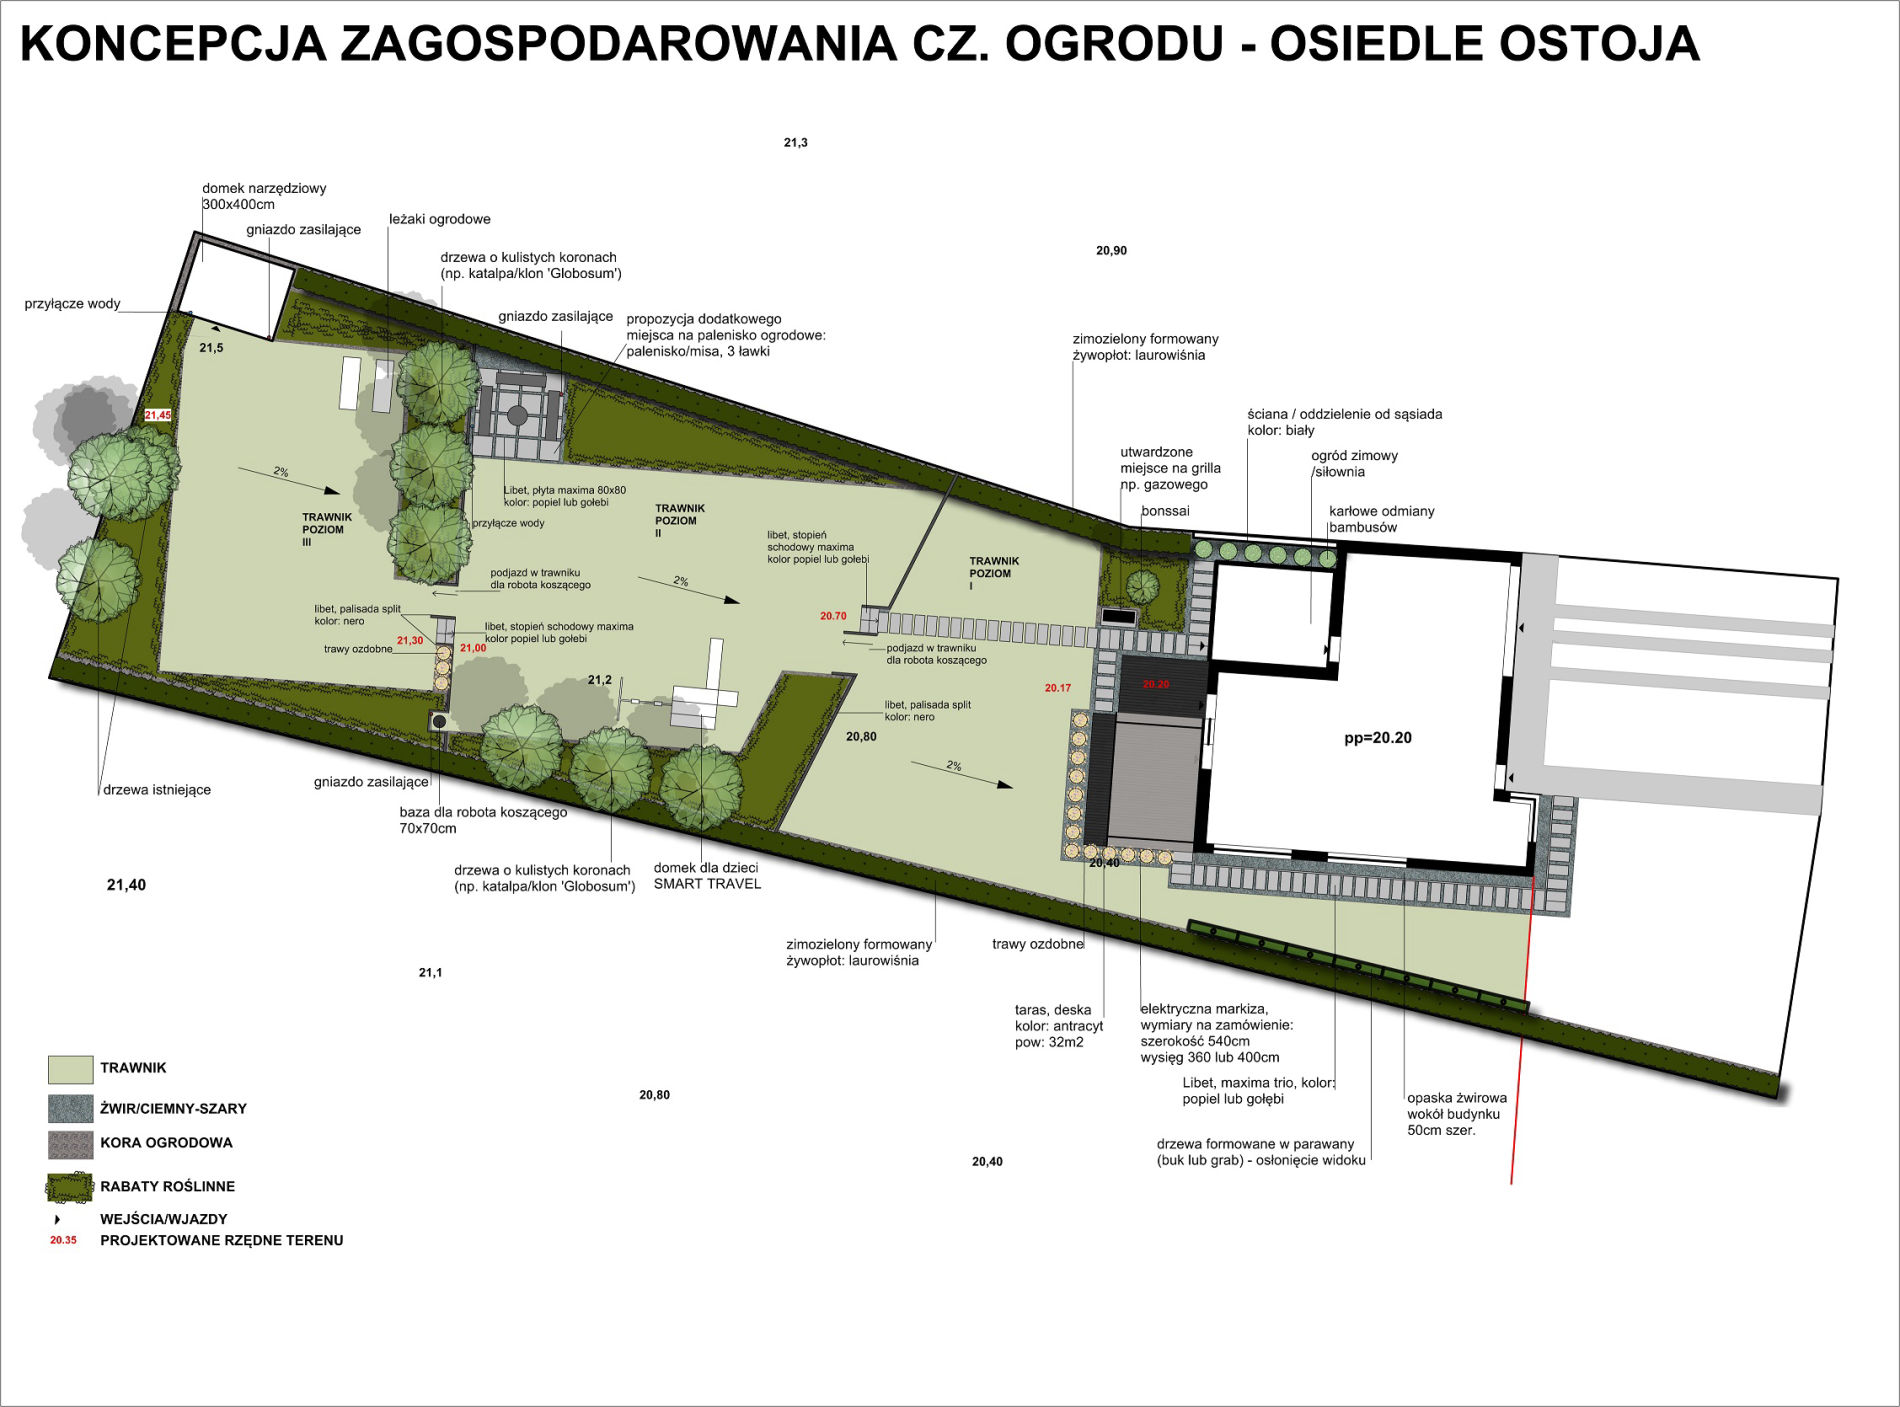 KONCEPCJA ZAGOSPODAROWANIA CZ. OGRODU - OSIEDLE OSTOJA
21,3
domek narzędziowy
300x400cm
gniazdo zasilające
leżaki ogrodowe
drzewa o kulistych koronach
(np. katalpa/klon 'Globosum')
20,90
przyłącze wody
gniazdo zasilające
propozycja dodatkowego
miejsca na palenisko ogrodowe:
palenisko/misa, 3 ławki
zimozielony formowany
żywopłot: laurowiśnia
21,5
21,45
ściana / oddzielenie od sąsiada
kolor: biały
utwardzone
miejsce na grilla
np. gazowego
ogród zimowy
/siłownia
bonssai
karłowe odmiany
bambusów
2%
Libet, płyta maxima 80x80
kolor: popiel lub gołebi
przyłącze wody
TRAWNIK
POZIOM
III
TRAWNIK
POZIOM
II
libet, stopień
schodowy maxima
kolor popiel lub gołebi
TRAWNIK
POZIOM
I
podjazd w trawniku
dla robota koszącego
2%
libet, palisada split
kolor: nero
20.70
21,30
libet, stopień schodowy maxima
kolor popiel lub gołebi
trawy ozdobne
21,00
podjazd w trawniku
dla robota koszącego
21,2
20.17
20.20
libet, palisada split
kolor: nero
20,80
pp=20.20
2%
drzewa istniejące
gniazdo zasilające
baza dla robota koszącego
70x70cm
drzewa o kulistych koronach
(np. katalpa/klon 'Globosum')
domek dla dzieci
SMART TRAVEL
20,40
21,40
21,1
zimozielony formowany
żywopłot: laurowiśnia
trawy ozdobne
taras, deska
kolor: antracyt
pow: 32m2
elektryczna markiza,
wymiary na zamówienie:
szerokość 540cm
wysięg 360 lub 400cm
Libet, maxima trio, kolor:
popiel lub gołębi
opaska żwirowa
wokół budynku
50cm szer.
drzewa formowane w parawany
(buk lub grab) - osłonięcie widoku
20,80
20,40
TRAWNIK
ŻWIR/CIEMNY-SZARY
KORA OGRODOWA
RABATY ROŚLINNE
WEJŚCIA/WJAZDY
20.35 PROJEKTOWANE RZĘDNE TERENU